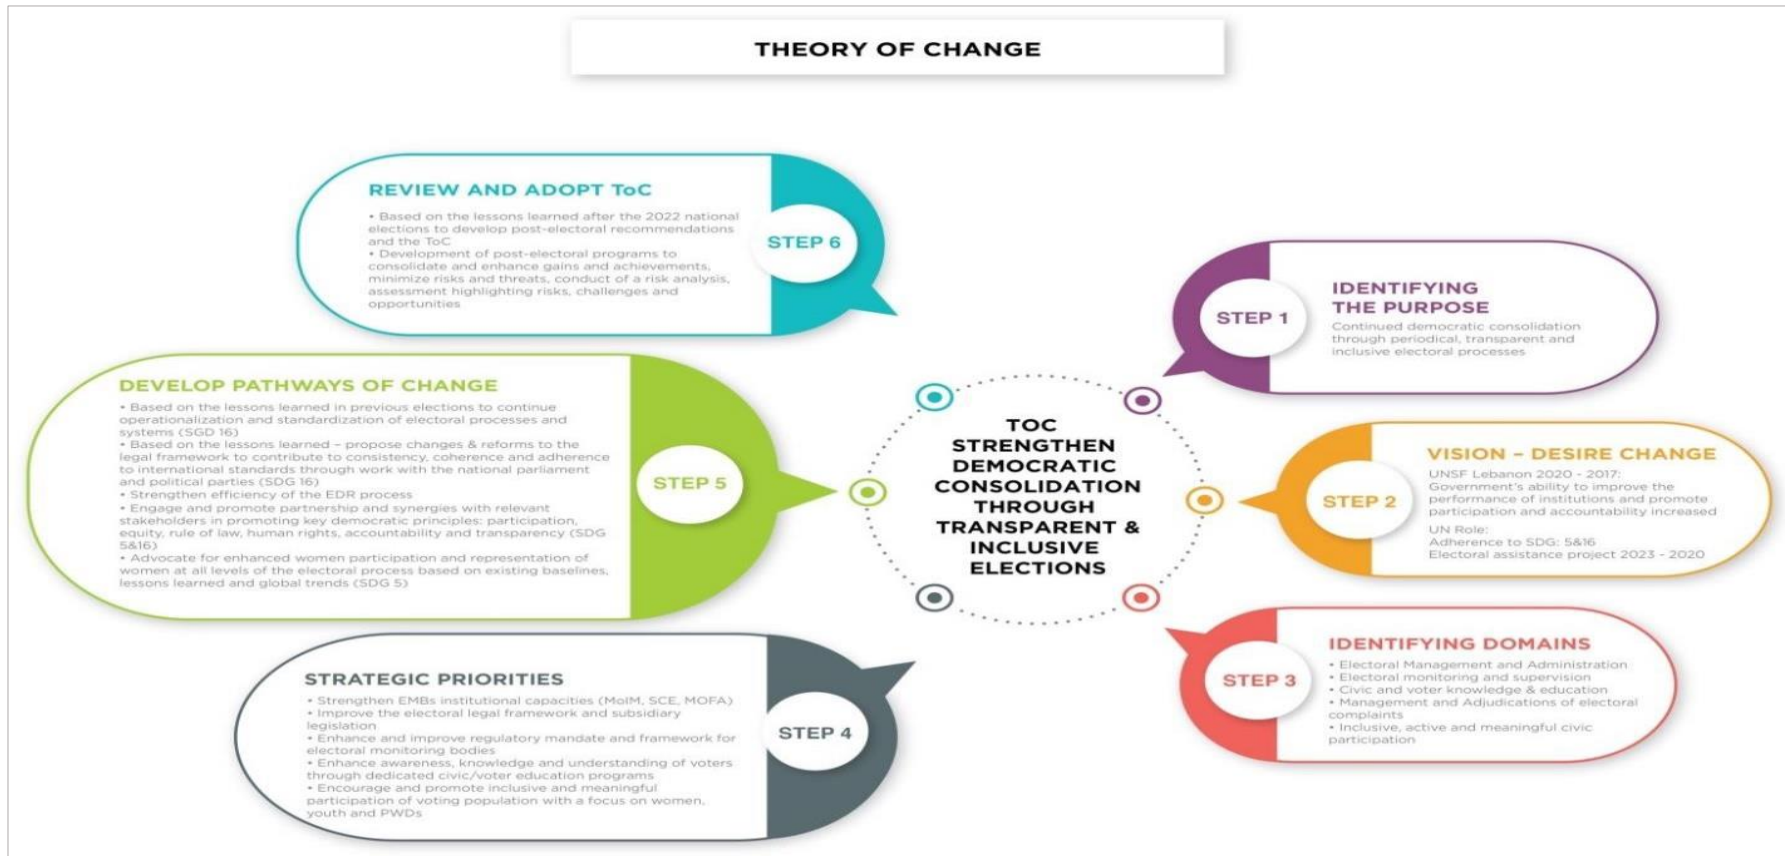 THEORY OF CHANGE
REVIEW AND ADOPT ToC
• Based on the lessons learned after the 2022 national
elections to develop post-electoral recommendations
and the ToC
• Development of post-electoral programs to
consolidate and enhance gains and achievements,
minimize risks and threats, conduct of a risk analysis,
assessment highlighting risks, challenges and
opportunities
STEP 6
IDENTIFYING
THE PURPOSE
Continued democratic consolidation
through periodical, transparent and
inclusive electoral processes
STEP 1
DEVELOP PATHWAYS OF CHANGE
• Based on the lessons learned in previous elections to continue
operationalization and standardization of electoral processes and
systems (SGD 16)
• Based on the lessons learned – propose changes & reforms to the
legal framework to contribute to consistency, coherence and adherence
to international standards through work with the national parliament
and political parties (SDG 16)
• Strengthen efficiency of the EDR process
• Engage and promote partnership and synergies with relevant
stakeholders in promoting key democratic principles: participation,
equity, rule of law, human rights, accountability and transparency (SDG
5&16)
• Advocate for enhanced women participation and representation of
women at all levels of the electoral process based on existing baselines,
lessons learned and global trends (SDG 5)
STEP 5
TOC
STRENGTHEN
DEMOCRATIC
CONSOLIDATION
THROUGH
TRANSPARENT &
INCLUSIVE
ELECTIONS
STEP 2
VISION – DESIRE CHANGE
UNSF Lebanon 2020 - 2017:
Government's ability to improve the
performance of institutions and promote
participation and accountability increased
UN Role:
Adherence to SDG: 5&16
Electoral assistance project 2023 - 2020
STRATEGIC PRIORITIES
• Strengthen EMBs institutional capacities (MoIM, SCE, MOFA)
• Improve the electoral legal framework and subsidiary
legislation
• Enhance and improve regulatory mandate and framework for
electoral monitoring bodies
• Enhance awareness, knowledge and understanding of voters
through dedicated civic/voter education programs
• Encourage and promote inclusive and meaningful
participation of voting population with a focus on women,
youth and PWDs
STEP 4
STEP 3
IDENTIFYING DOMAINS
• Electoral Management and Administration
• Electoral monitoring and supervision
• Civic and voter knowledge & education
• Management and Adjudications of electoral
complaints
• Inclusive, active and meaningful civic
participation